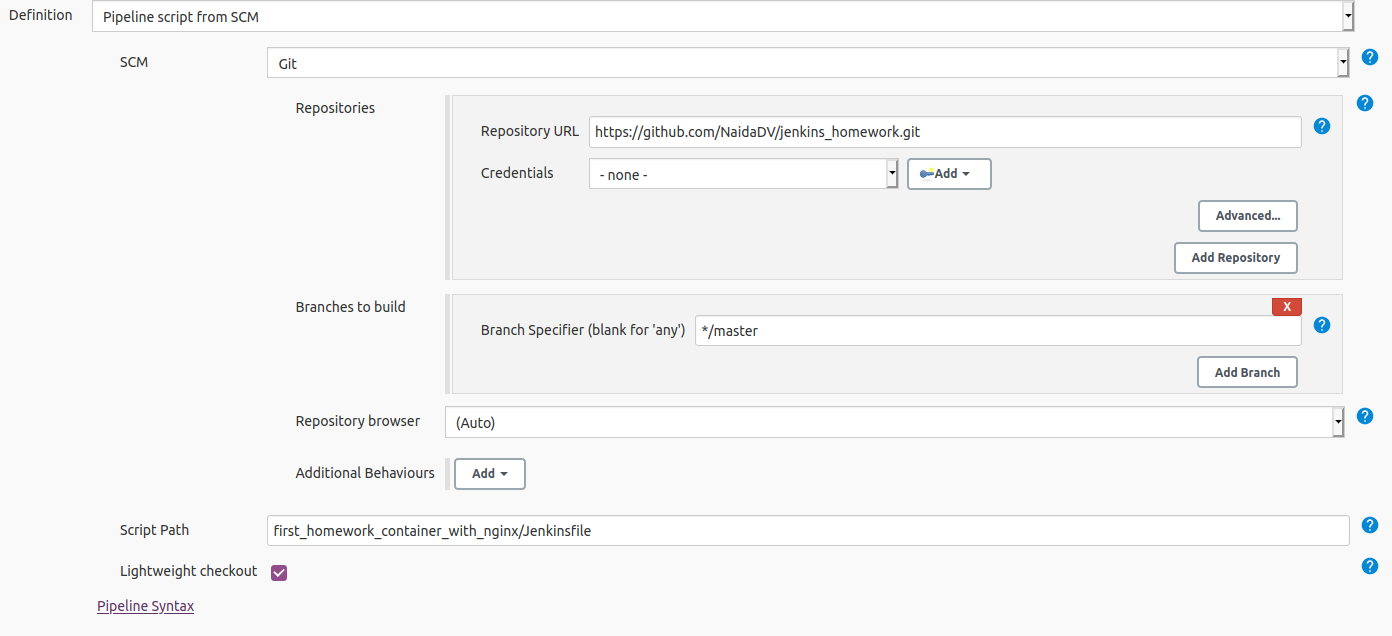 Definition
Pipeline script from SCM
SCM
Git
?
Repositories
?
Repository URL
https://github.com/NaidaDV/jenkins_homework.git
?
Credentials
- none -
Add
Advanced...
Add Repository
Branches to build
X
Branch Specifier (blank for 'any')
*/master
?
Add Branch
Repository browser
(Auto)
?
Additional Behaviours
Add
Script Path
first_homework_container_with_nginx/Jenkinsfile
?
Lightweight checkout
?
Pipeline Syntax